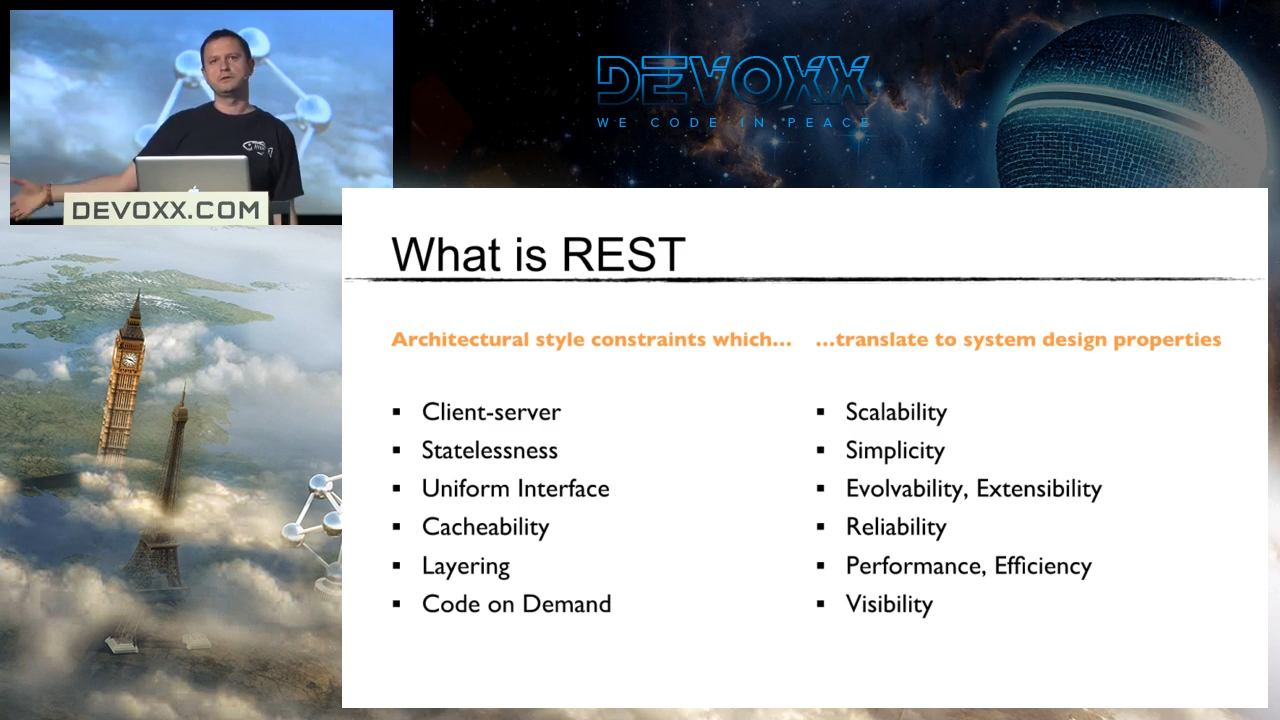 DEVOXX
WE CODE IN PEACE
DEVOXX.COM
What is REST
Architectural style constraints which...
...translate to system design properties
▪ Client-server
▪ Statelessness
▪ Uniform Interface
▪ Cacheability
▪ Layering
▪ Code on Demand
▪ Scalability
▪ Simplicity
▪ Evolvability, Extensibility
▪ Reliability
▪ Performance, Efficiency
▪ Visibility